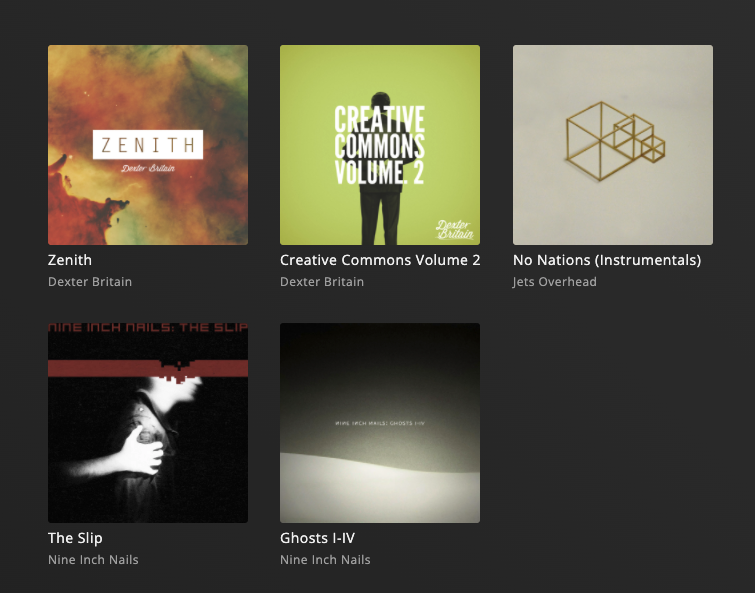 ZENITH
Dexter Britain
Zenith
Dexter Britain
CREATIVE
COMMONS
VOLUME. 2
Dexter
Britain
Creative Commons Volume 2
Dexter Britain
No Nations (Instrumentals)
Jets Overhead
NINE INCH NAILS: THE SLIP
The Slip
Nine Inch Nails
NINE INCH NAILS: GHOSTS I-IV
Ghosts I-IV
Nine Inch Nails